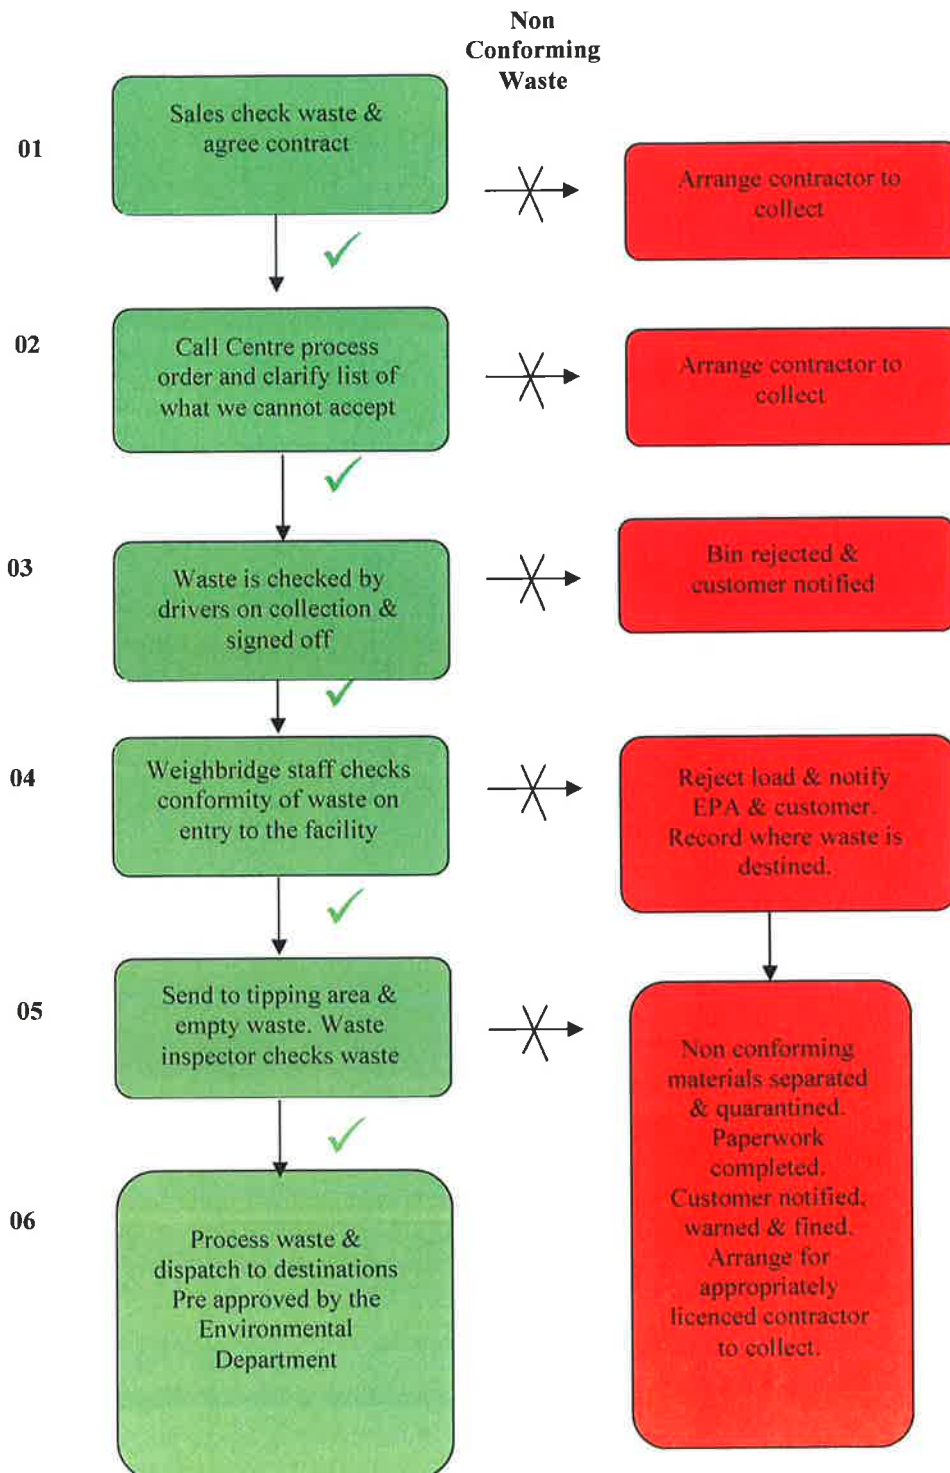 Non
Conforming
Waste
01
Sales check waste &
agree contract
Arrange contractor to
collect
02
Call Centre process
order and clarify list of
what we cannot accept
Arrange contractor to
collect
03
Waste is checked by
drivers on collection &
signed off
Bin rejected &
customer notified
04
Weighbridge staff checks
conformity of waste on
entry to the facility
Reject load & notify
EPA & customer.
Record where waste is
destined.
05
Send to tipping area &
empty waste. Waste
inspector checks waste
Non conforming
materials separated
& quarantined.
Paperwork
completed.
Customer notified,
warned & fined.
Arrange for
appropriately
licenced contractor
to collect.
06
Process waste &
dispatch to destinations
Pre approved by the
Environmental
Department